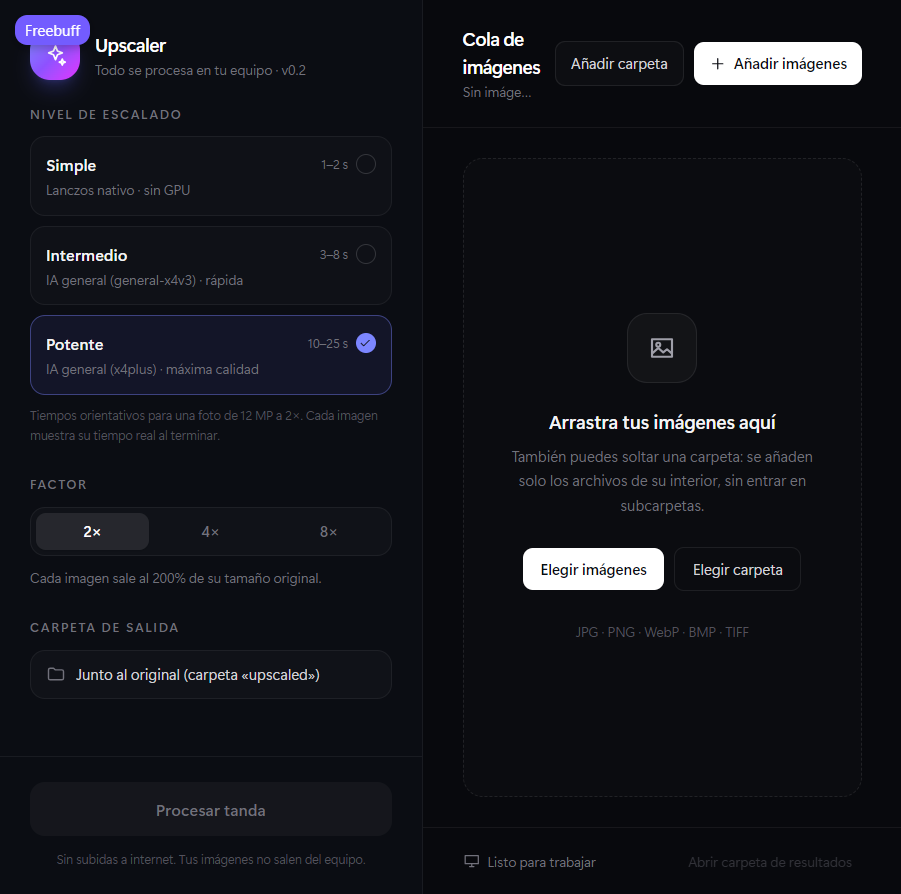 Freebuff
Upscaler
Todo se procesa en tu equipo · v0.2
NIVEL DE ESCALADO
Simple
1–2 s
Lanczos nativo · sin GPU
Intermedio
3–8 s
IA general (general-x4v3) · rápida
Potente
10–25 s
IA general (x4plus) · máxima calidad
Tiempos orientativos para una foto de 12 MP a 2×. Cada imagen
muestra su tiempo real al terminar.
FACTOR
2×
4×
8×
Cada imagen sale al 200% de su tamaño original.
CARPETA DE SALIDA
Junto al original (carpeta «upscaled»)
Procesar tanda
Sin subidas a internet. Tus imágenes no salen del equipo.
Cola de
imágenes
Sin imáge...
Añadir carpeta
+ Añadir imágenes
Arrastra tus imágenes aquí
También puedes soltar una carpeta: se añaden
solo los archivos de su interior, sin entrar en
subcarpetas.
Elegir imágenes
Elegir carpeta
JPG · PNG · WebP · BMP · TIFF
Listo para trabajar
Abrir carpeta de resultados